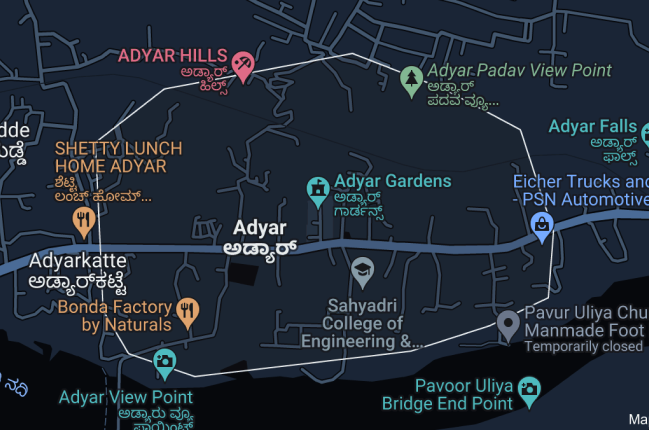 ADYAR HILLS
ಅಡ್ಯಾರ್
ಹಿಲ್ಸ್
Adyar Padav View Point
ಅಡ್ಯಾರ್
ಪದವ ವ್ಯೂ...
dde
Adyar Falls
ಅಡ್ಯಾರ್
ಫಾಲ್ಸ್
SHETTY LUNCH
HOME ADYAR
ಶೆಟ್ಟಿ
ಲಂಚ್ ಹೋಮ್...
Adyar Gardens
ಅಡ್ಯಾರ್
ಗಾರ್ಡನ್ಸ್
Eicher Trucks and
- PSN Automotive
Adyar
ಅಡ್ಯಾರ್
Adyarkatte
ಅಡ್ಯಾರ್‌ಕಟ್ಟೆ
Bonda Factory
by Naturals
Sahyadri
College of
Engineering &...
Pavur Uliya Chu
Manmade Foot
Temporarily closed
Adyar View Point
ಅಡ್ಯಾರು ವ್ಯೂ
ಪಾಯಿಂಟ್
Pavoor Uliya
Bridge End Point
ನದಿ
Ma